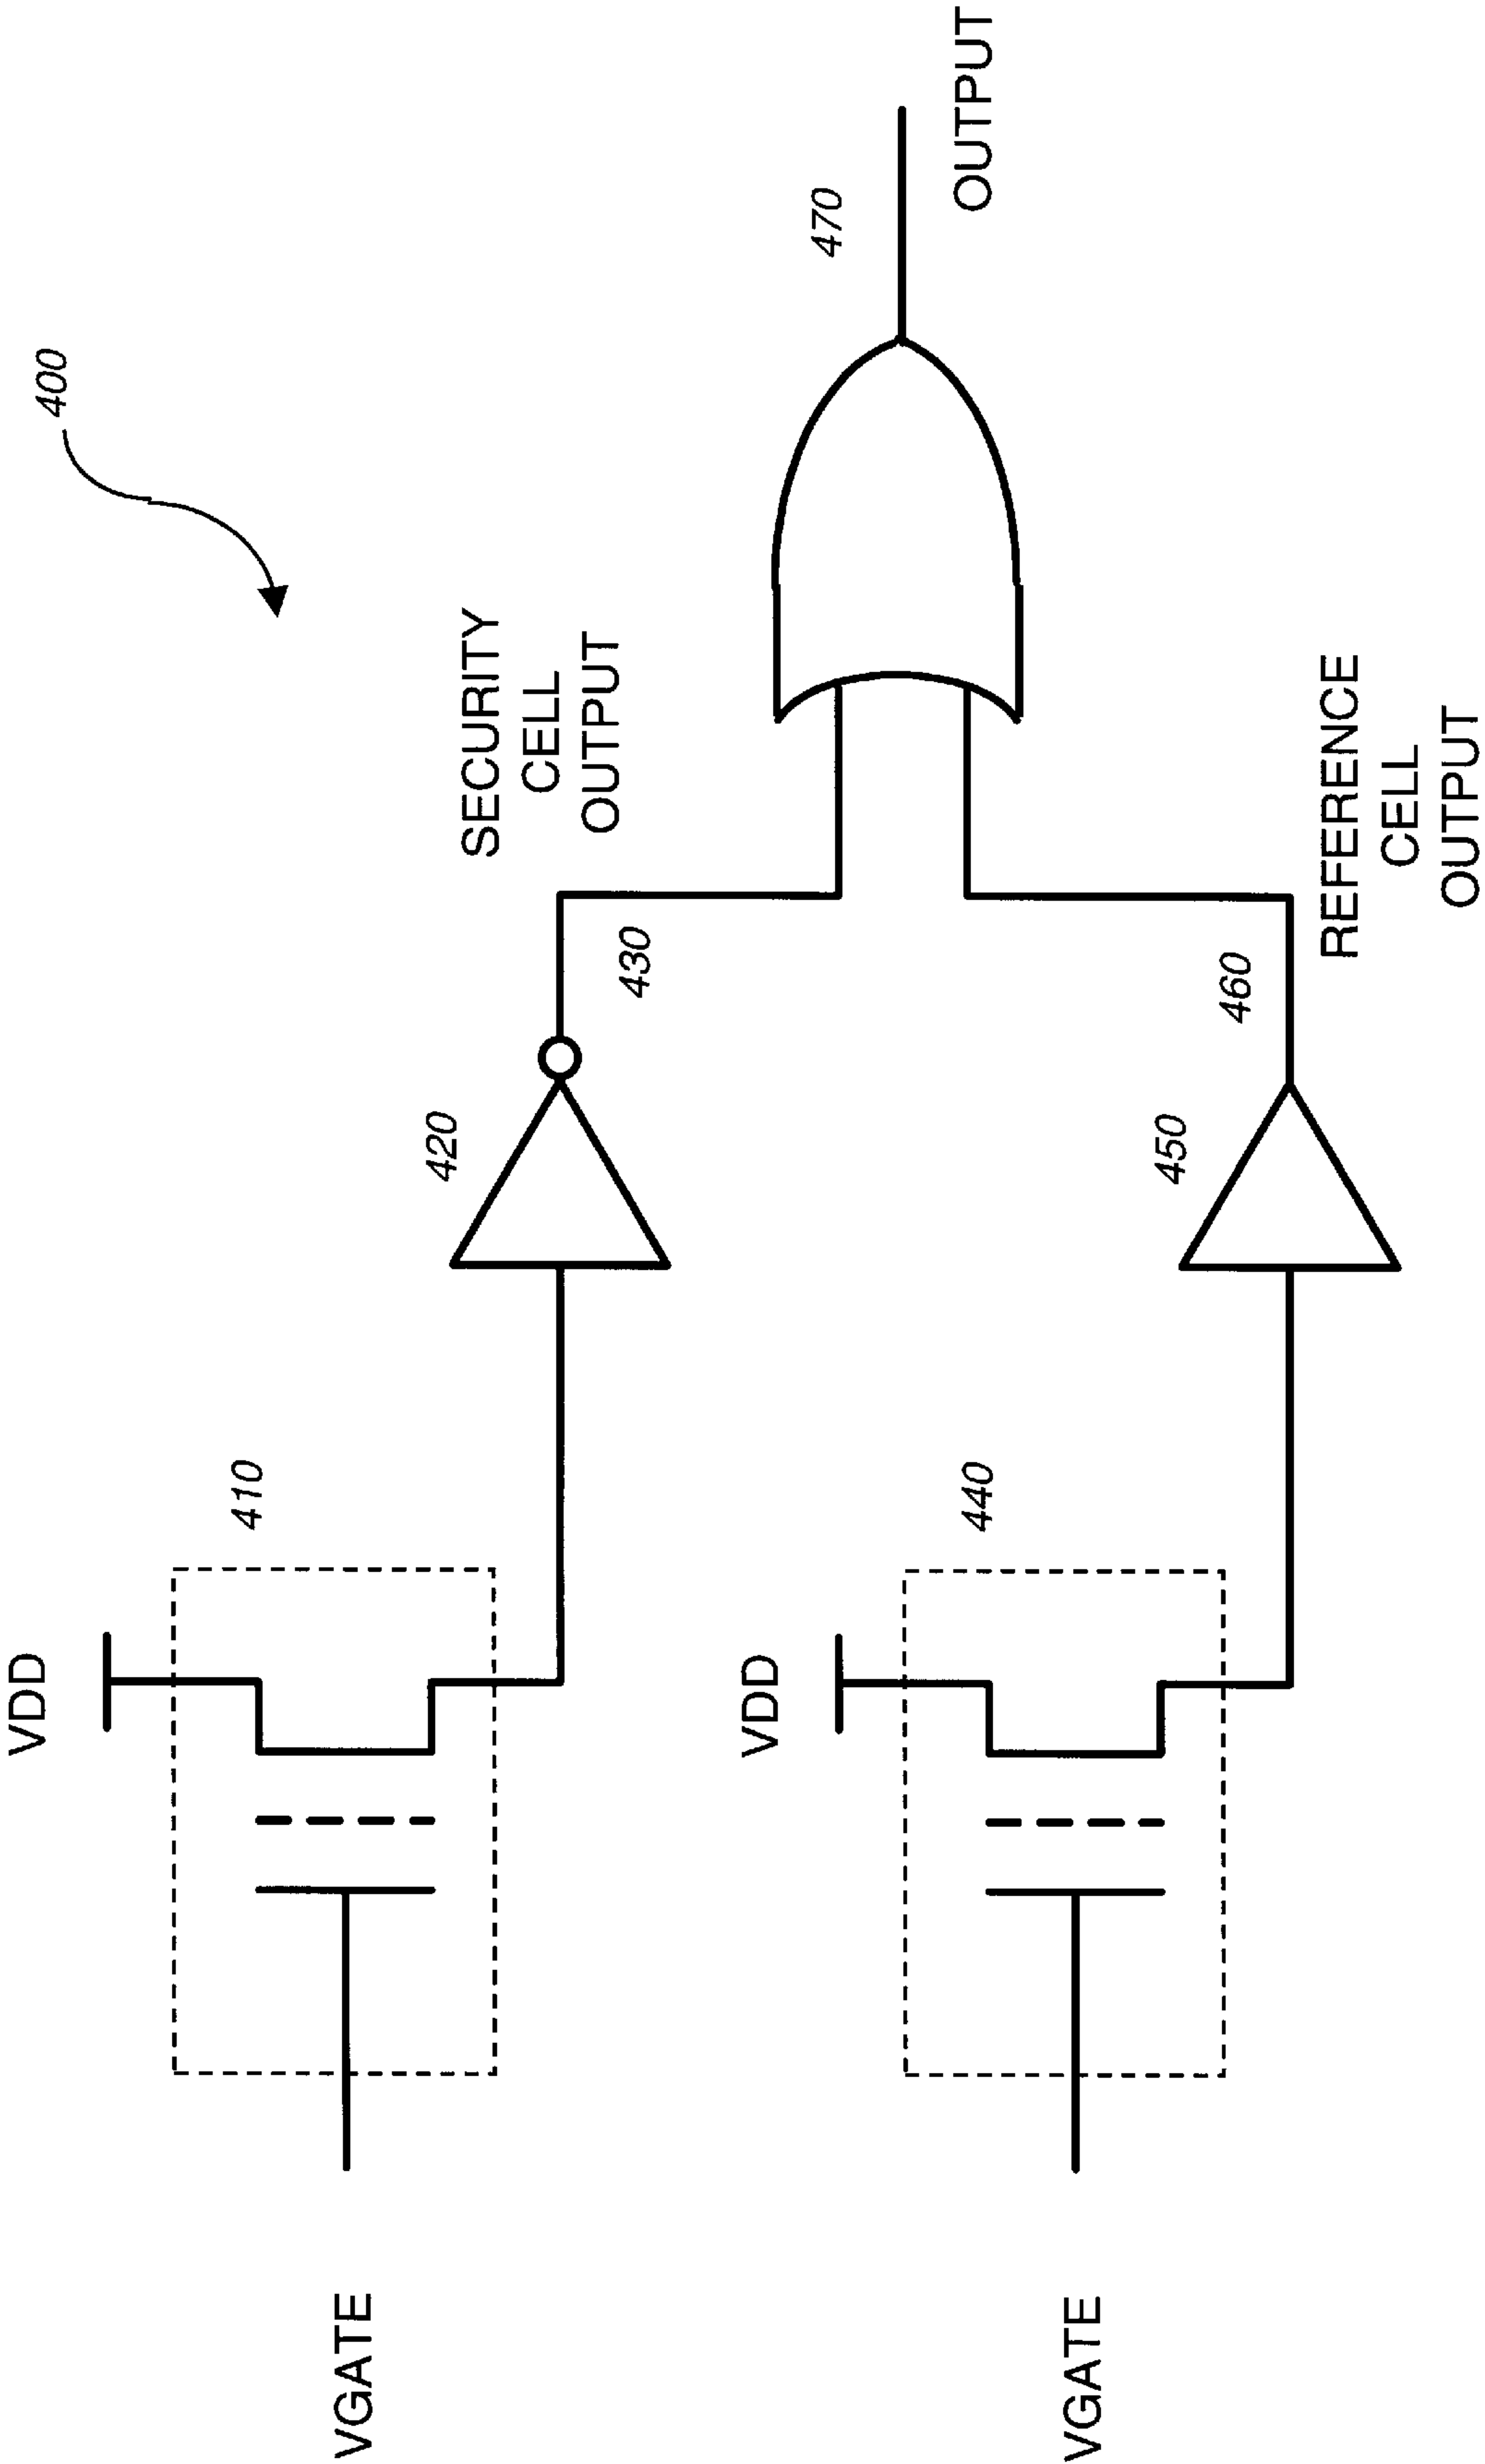 400
VDD
410
VGATE
420
430
SECURITY
CELL
OUTPUT
470
OUTPUT
VDD
440
VGATE
450
460
REFERENCE
CELL
OUTPUT